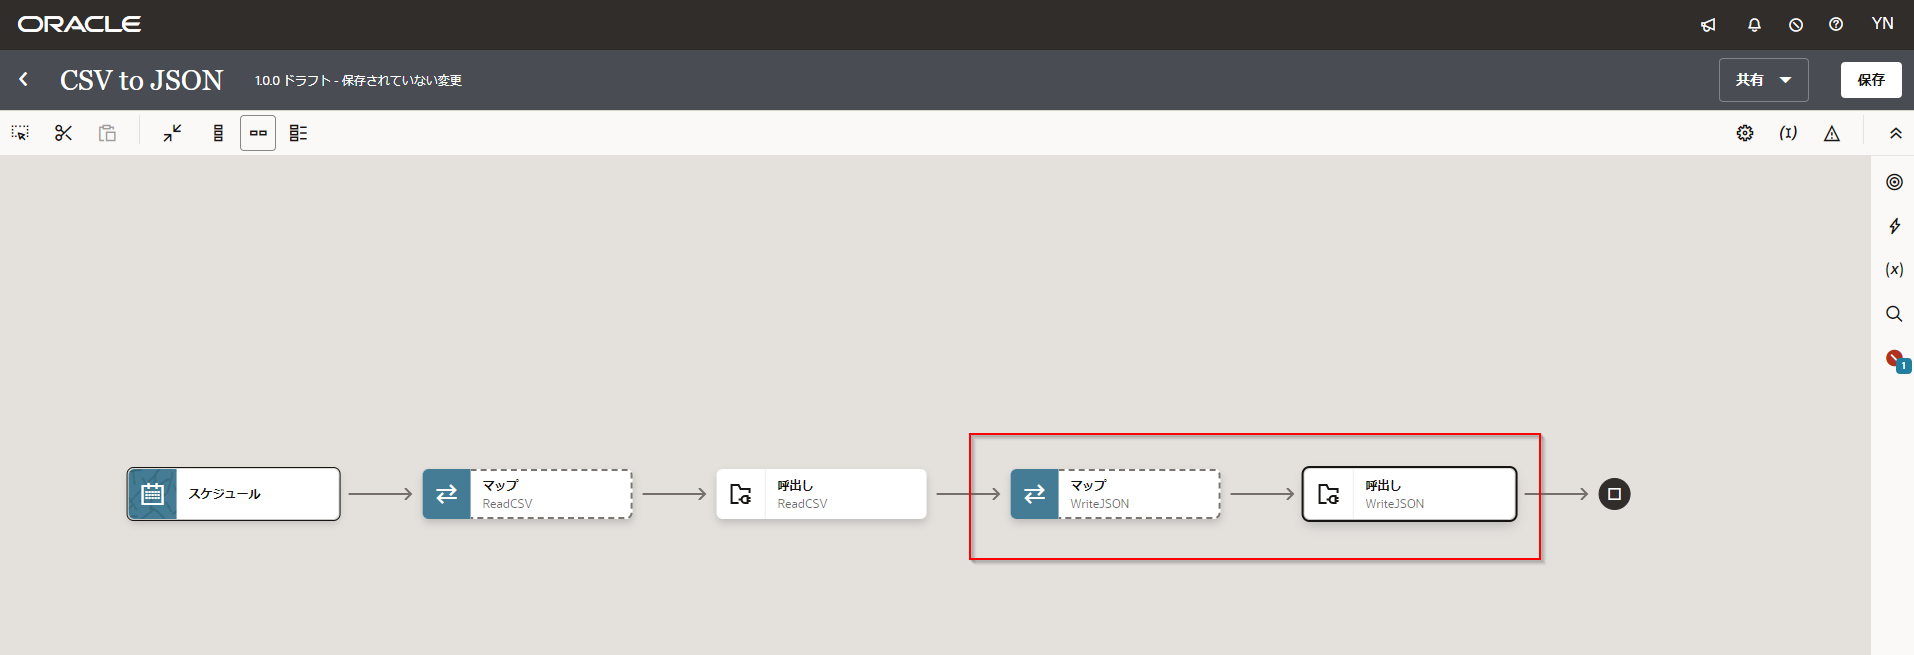 ORACLE
YN
CSV to JSON
1.0.0 ドラフト - 保存されていない変更
共有
保存
(I)
(x)
1
スケジュール
マップ
ReadCSV
呼出し
ReadCSV
マップ
WriteJSON
呼出し
WriteJSON